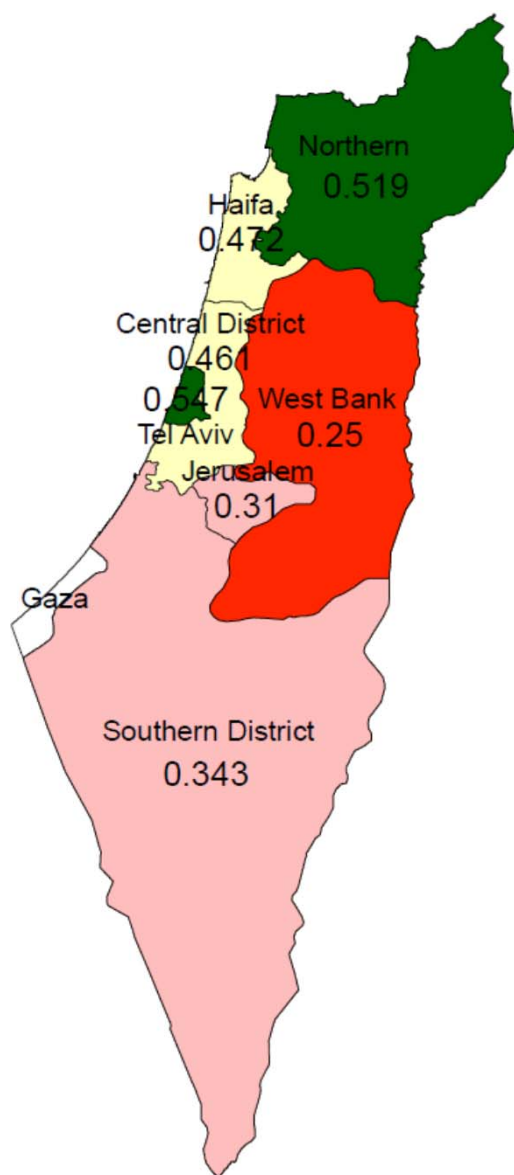 Northern
0.519
Haifa
0.472
Central District
0.461
0.547
Tel Aviv
West Bank
0.25
Jerusalem
0.31
Gaza
Southern District
0.343